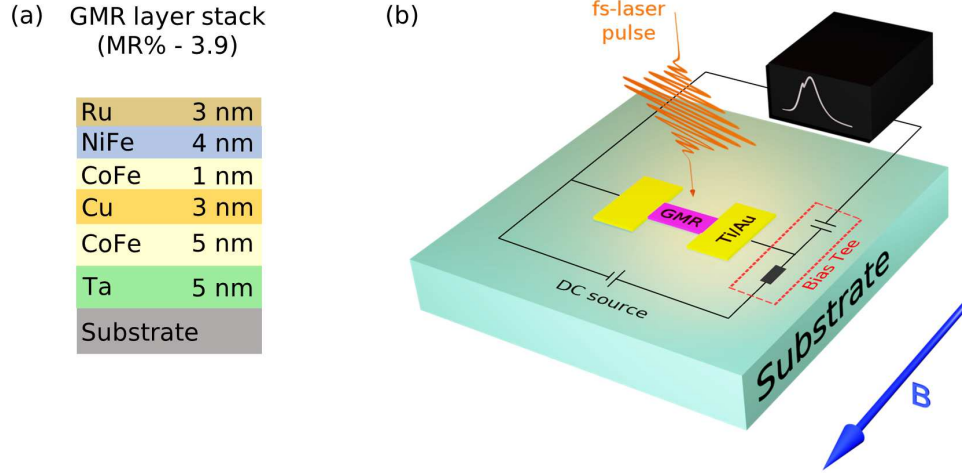 (a) GMR layer stack
(MR% - 3.9)
Ru 3 nm
NiFe 4 nm
CoFe 1 nm
Cu 3 nm
CoFe 5 nm
Ta 5 nm
Substrate
(b)
fs-laser
pulse
GMR
Ti/Au
Bias Tee
DC source
Substrate
B